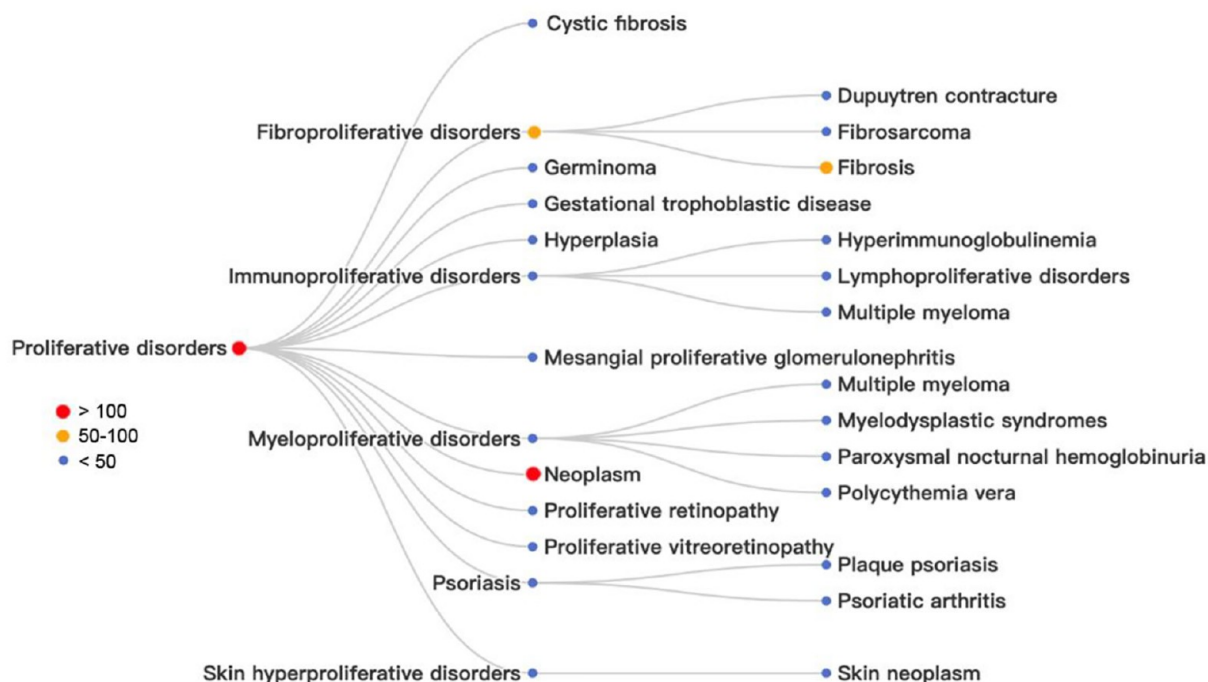 Cystic fibrosis
Dupuytren contracture
Fibroproliferative disorders
Fibrosarcoma
Germinoma
Fibrosis
Gestational trophoblastic disease
Hyperplasia
Hyperimmunoglobulinemia
Immunoproliferative disorders
Lymphoproliferative disorders
Multiple myeloma
Proliferative disorders
Mesangial proliferative glomerulonephritis
Multiple myeloma
> 100
Myelodysplastic syndromes
50-100
Myeloproliferative disorders
< 50
Paroxysmal nocturnal hemoglobinuria
Neoplasm
Polycythemia vera
Proliferative retinopathy
Proliferative vitreoretinopathy
Plaque psoriasis
Psoriasis
Psoriatic arthritis
Skin hyperproliferative disorders
Skin neoplasm